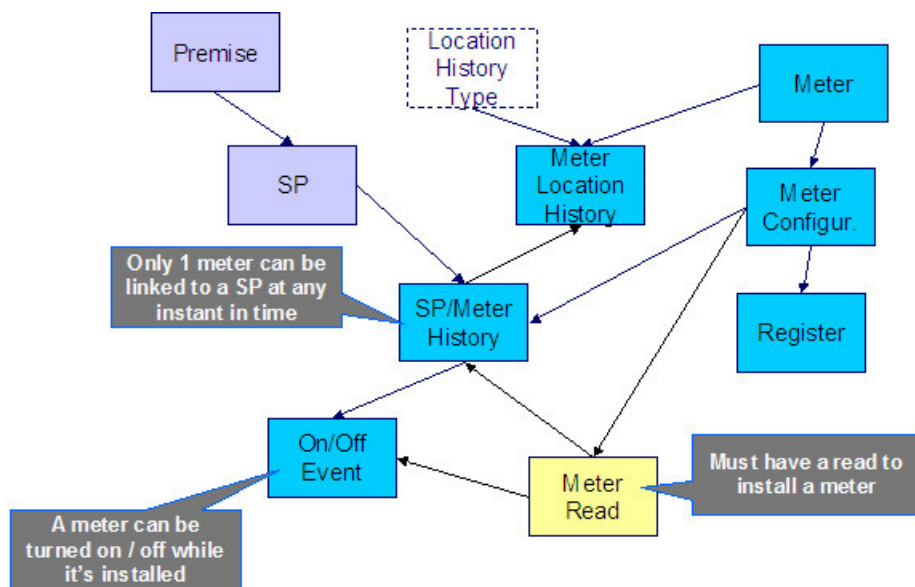 Premise
Location
History
Type
Meter
SP
Meter
Location
History
Meter
Configur.
Only 1 meter can be
linked to a SP at any
instant in time
SP/Meter
History
Register
On/Off
Event
Meter
Read
Must have a read to
install a meter
A meter can be
turned on / off while
it's installed